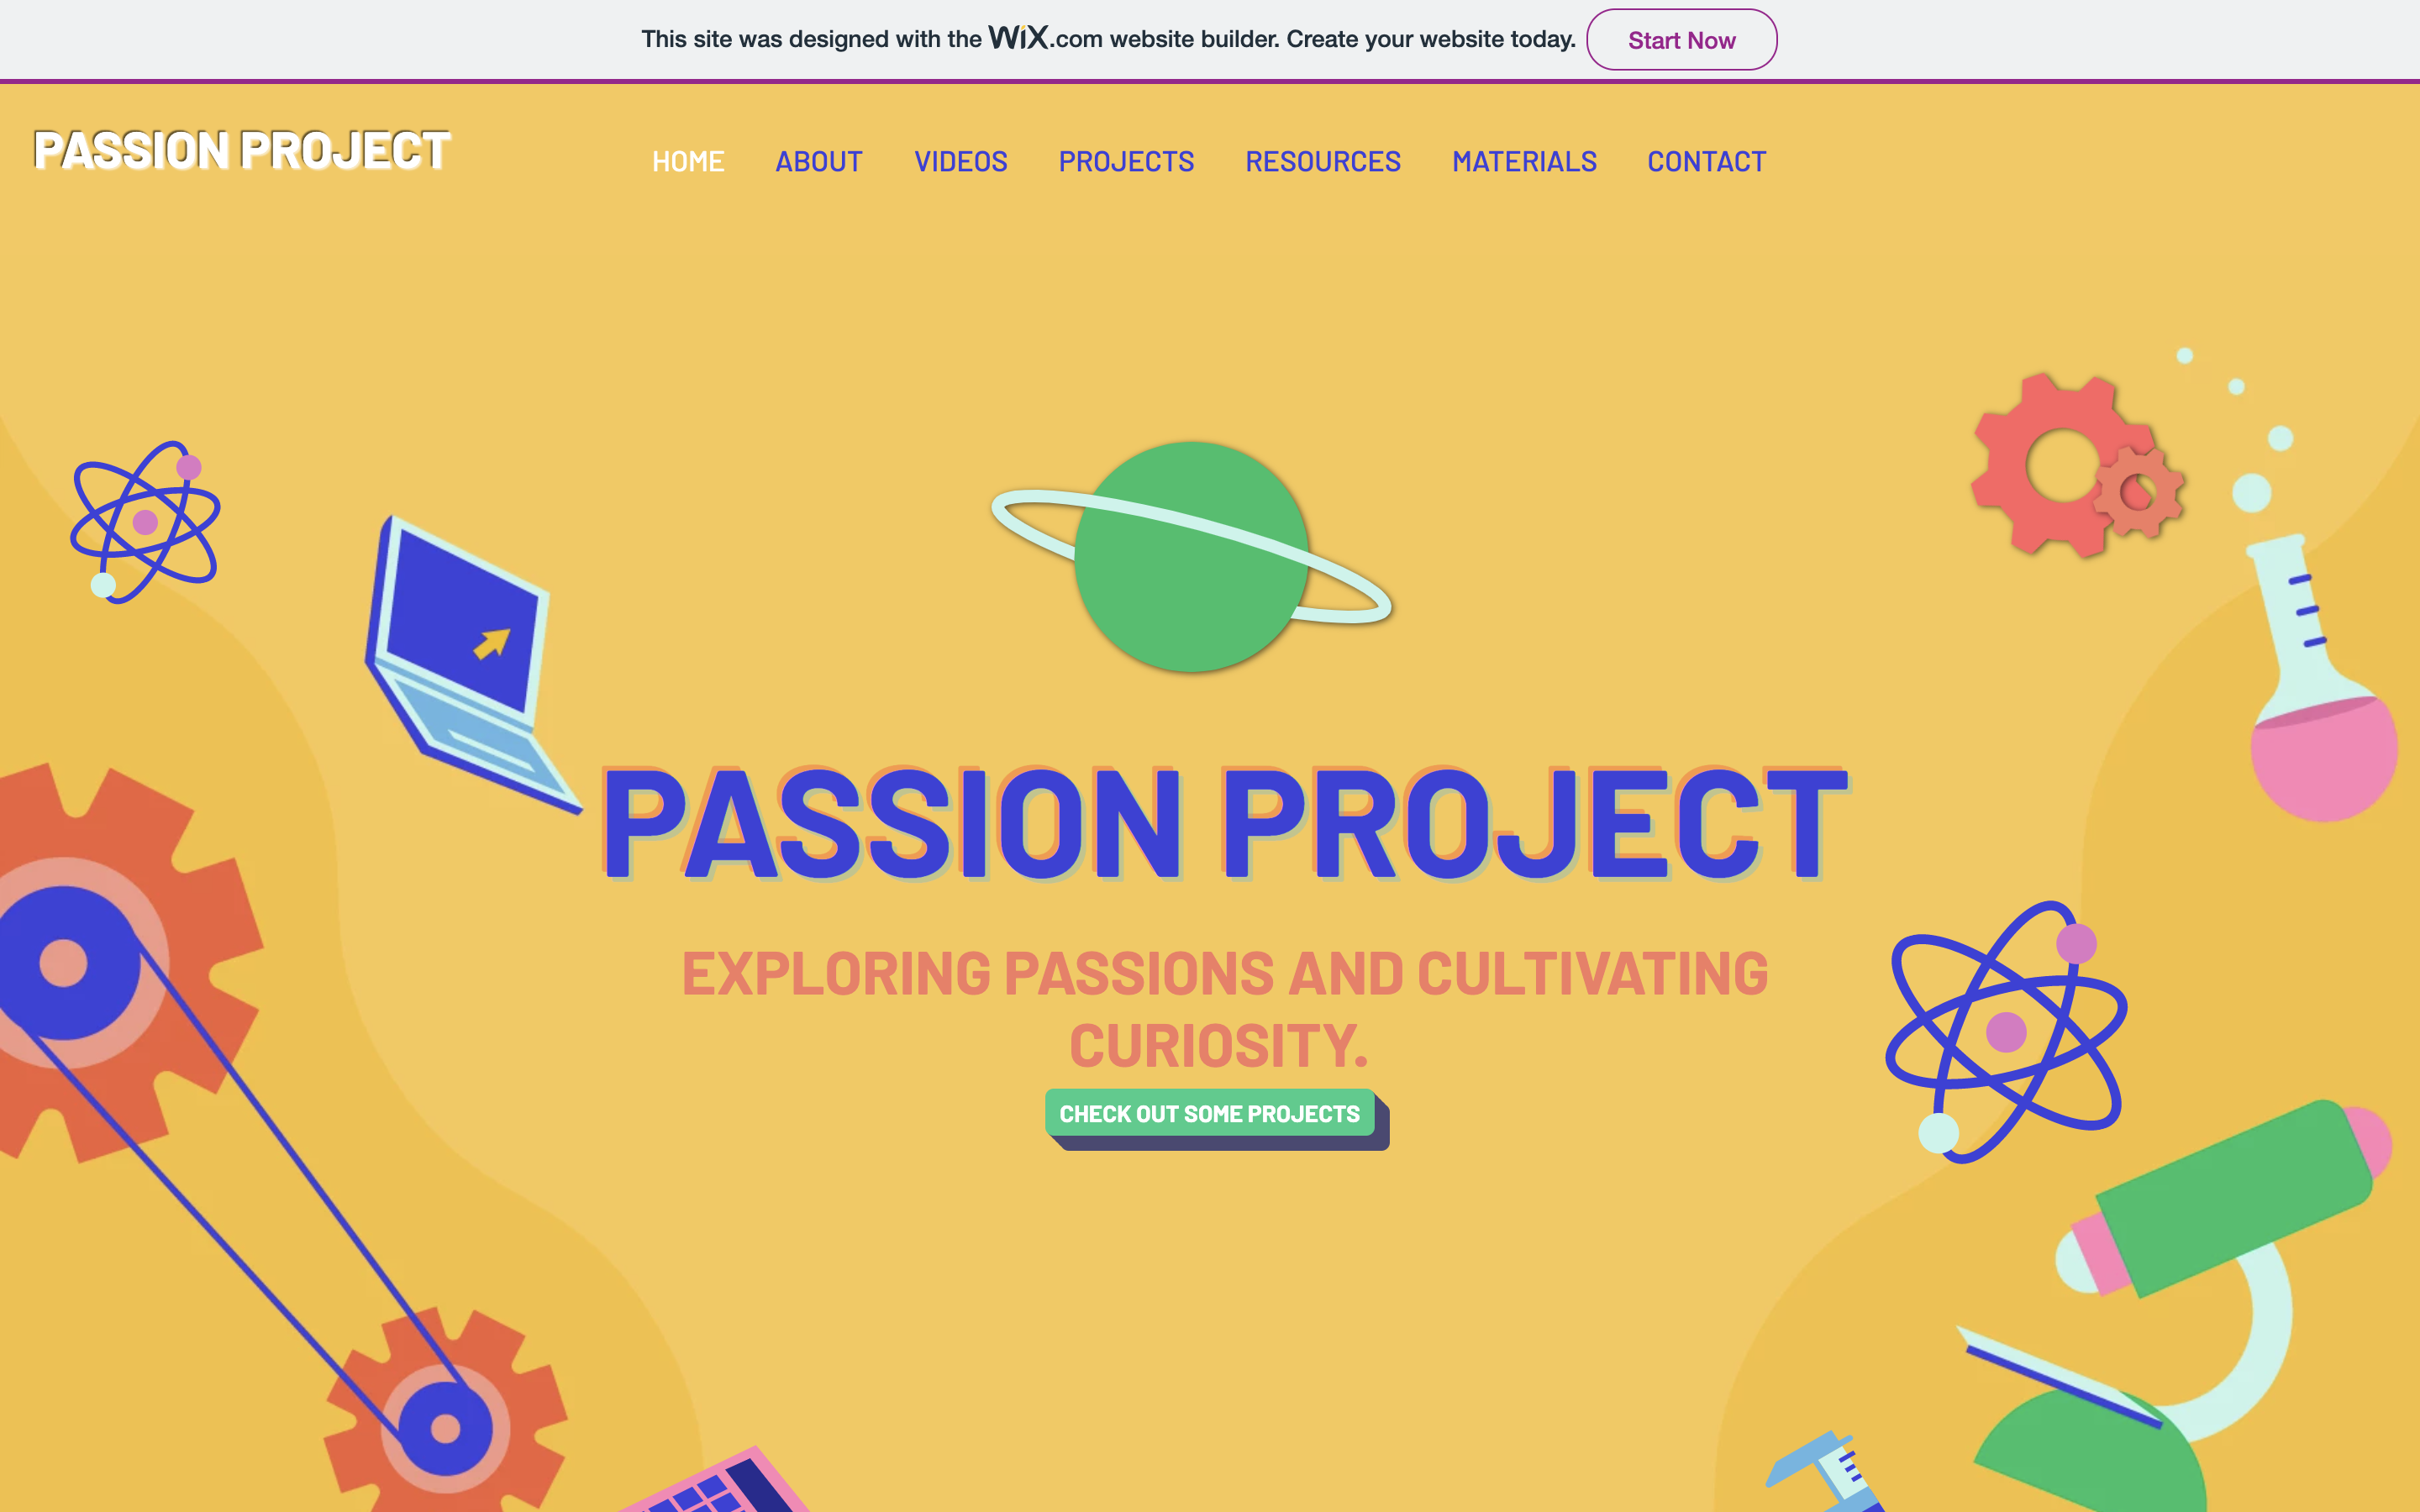 This site was designed with the WiX.com website builder. Create your website today. Start Now
PASSION PROJECT
HOME ABOUT VIDEOS PROJECTS RESOURCES MATERIALS CONTACT
PASSION PROJECT
EXPLORING PASSIONS AND CULTIVATING
CURIOSITY.
CHECK OUT SOME PROJECTS